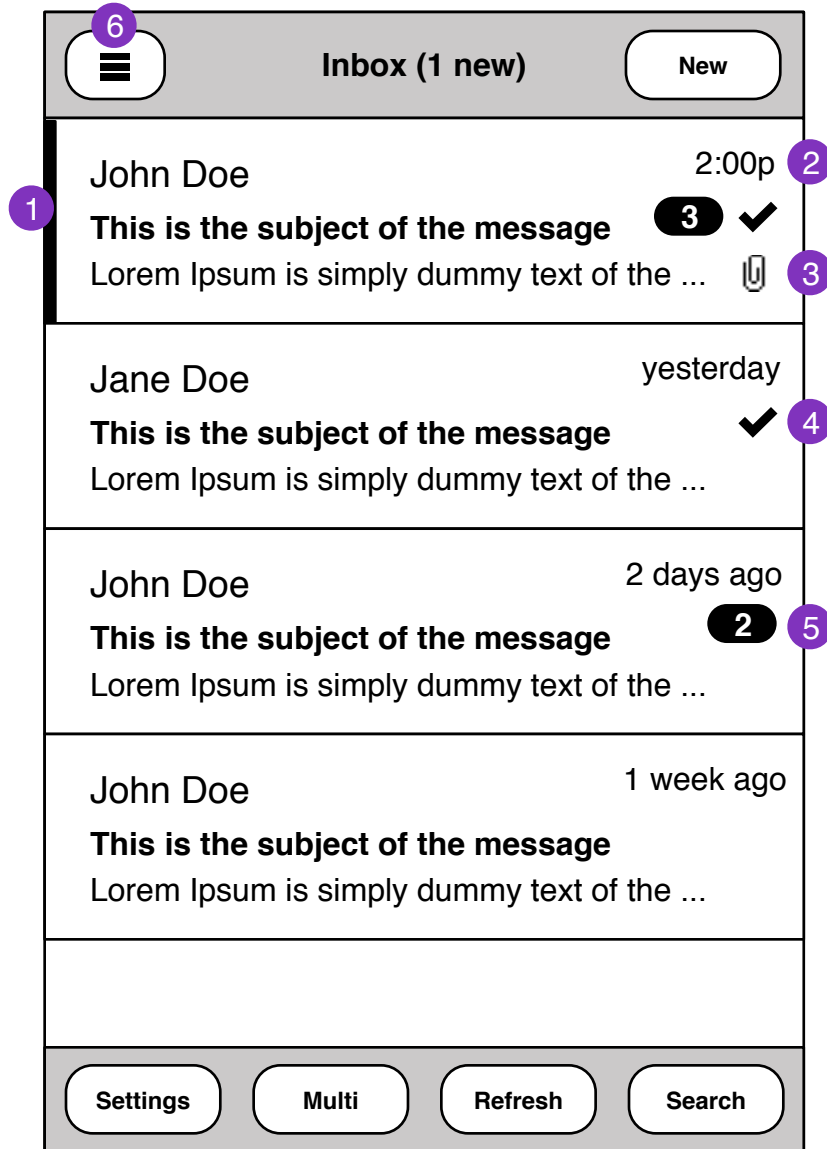 6
Inbox (1 new)
New
1
John Doe
2:00p
2
This is the subject of the message
3
Lorem Ipsum is simply dummy text of the ...
3
Jane Doe
yesterday
This is the subject of the message
4
Lorem Ipsum is simply dummy text of the ...
John Doe
2 days ago
This is the subject of the message
2
5
Lorem Ipsum is simply dummy text of the ...
John Doe
1 week ago
This is the subject of the message
Lorem Ipsum is simply dummy text of the ...
Settings
Multi
Refresh
Search